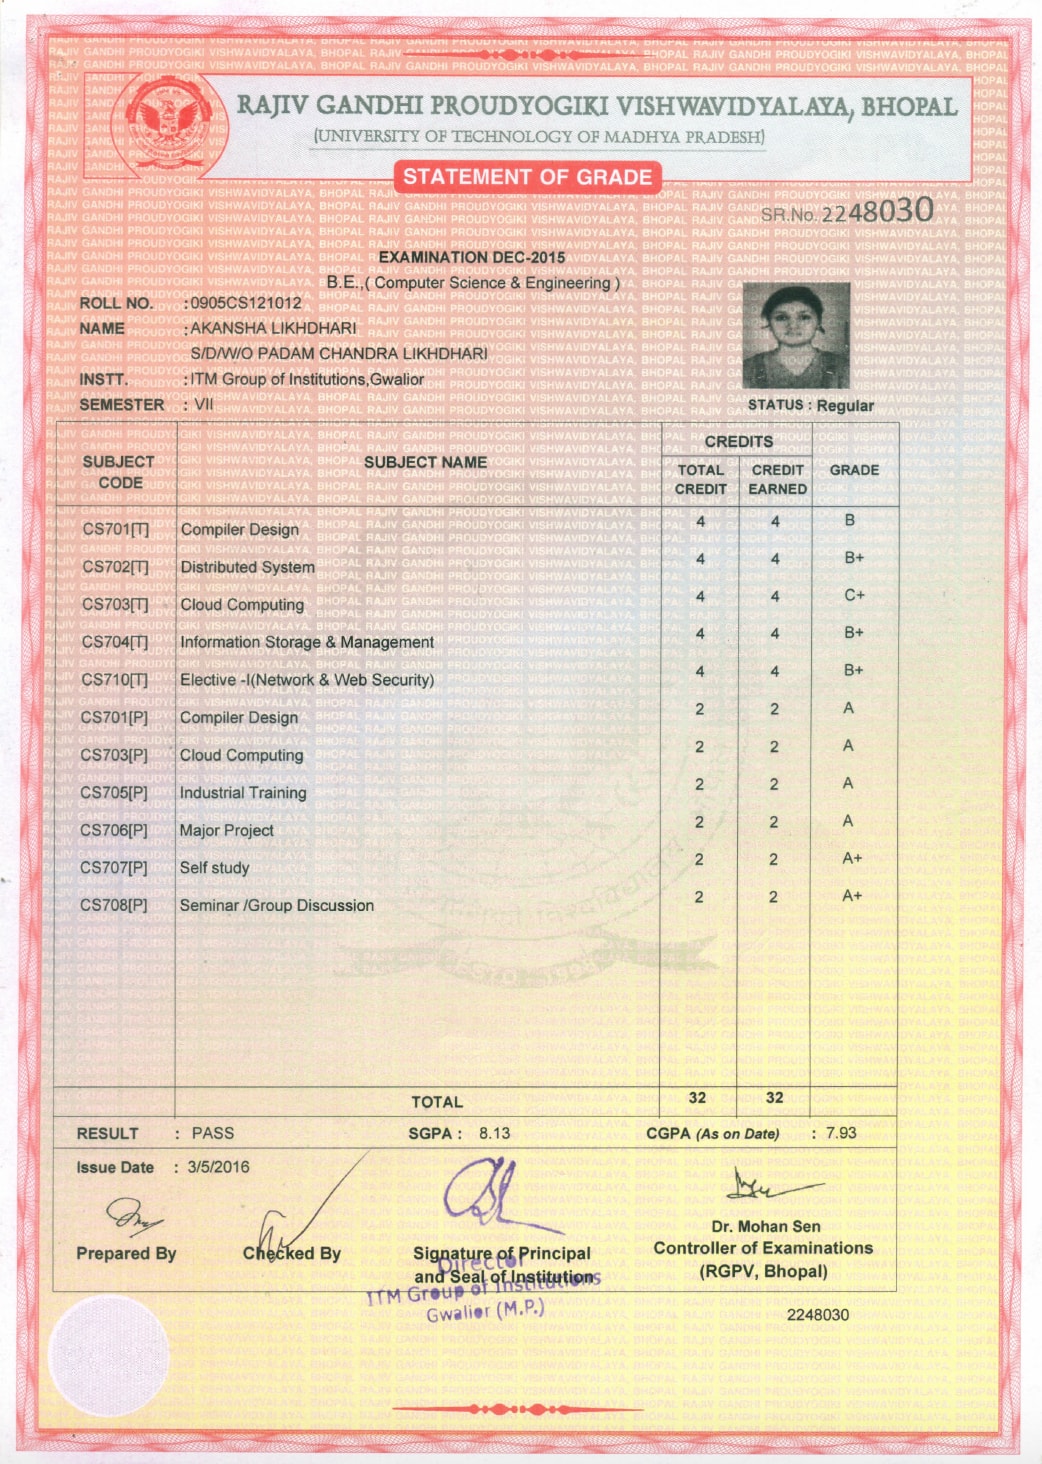 RAJIV GANDHI PROUDYOGIKI VISHWAVIDYALAYA, BHOPAL
(UNIVERSITY OF TECHNOLOGY OF MADHYA PRADESH)
STATEMENT OF GRADE
SR.No. 2248030
EXAMINATION DEC-2015
B.E.,( Computer Science & Engineering )
ROLL NO. : 0905CS121012
NAME : AKANSHA LIKHDHARI
S/D/W/O PADAM CHANDRA LIKHDHARI
INSTT. : ITM Group of Institutions,Gwalior
SEMESTER : VII
STATUS : Regular
SUBJECT CODE SUBJECT NAME CREDITS TOTAL CREDIT CREDIT EARNED GRADE
CS701[T] Compiler Design 4 4 B
CS702[T] Distributed System 4 4 B+
CS703[T] Cloud Computing 4 4 C+
CS704[T] Information Storage & Management 4 4 B+
CS710[T] Elective -I(Network & Web Security) 4 4 B+
CS701[P] Compiler Design 2 2 A
CS703[P] Cloud Computing 2 2 A
CS705[P] Industrial Training 2 2 A
CS706[P] Major Project 2 2 A
CS707[P] Self study 2 2 A+
CS708[P] Seminar /Group Discussion 2 2 A+
TOTAL 32 32
RESULT : PASS SGPA : 8.13 CGPA (As on Date) : 7.93
Issue Date : 3/5/2016
Dr. Mohan Sen
Prepared By Checked By Signature of Principal Controller of Examinations
and Seal of Institution (RGPV, Bhopal)
Director
ITM Group of Institutions
Gwalior (M.P.)
2248030